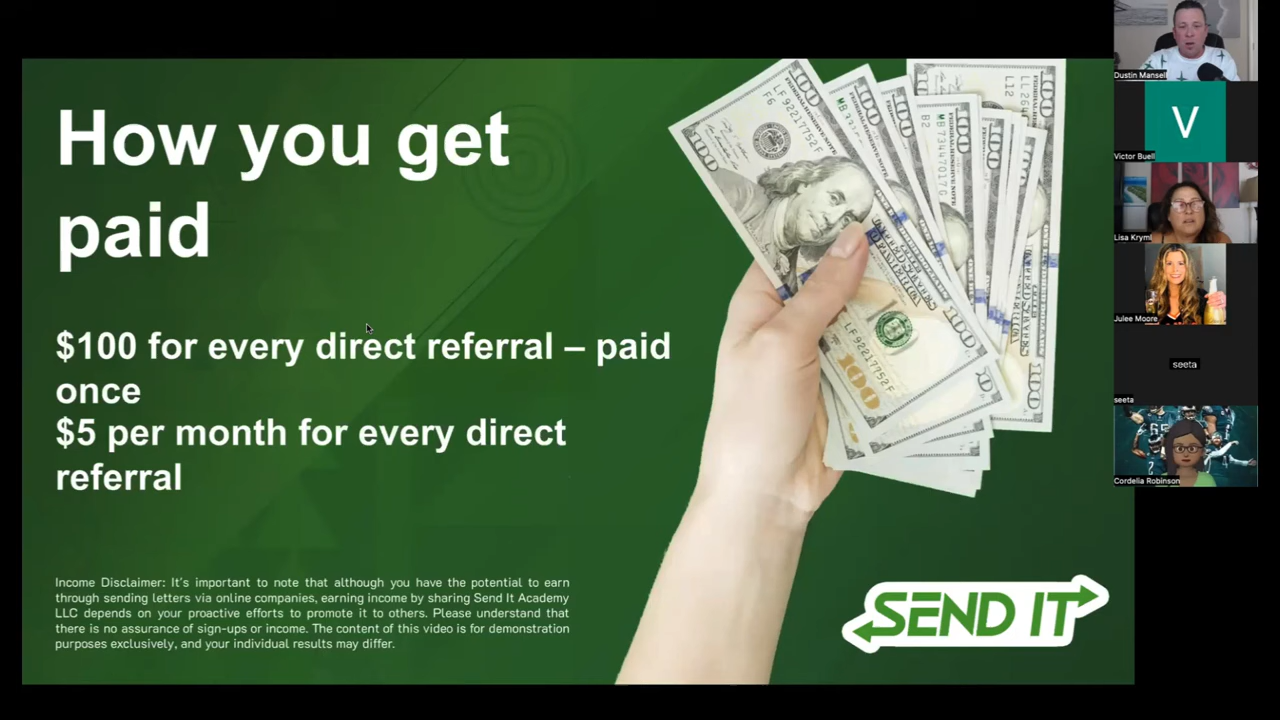 How you get
paid
$100 for every direct referral – paid
once
$5 per month for every direct
referral
Income Disclaimer: It's important to note that although you have the potential to earn
through sending letters via online companies, earning income by sharing Send It Academy
LLC depends on your proactive efforts to promote it to others. Please understand that
there is no assurance of sign-ups or income. The content of this video is for demonstration
purposes exclusively, and your individual results may differ.
SEND IT
100
LF 92217752 F
F6
Dustin Mansell
V
Victor Buell
Lisa Kryml
Julee Moore
seeta
seeta
Cordelia Robinson